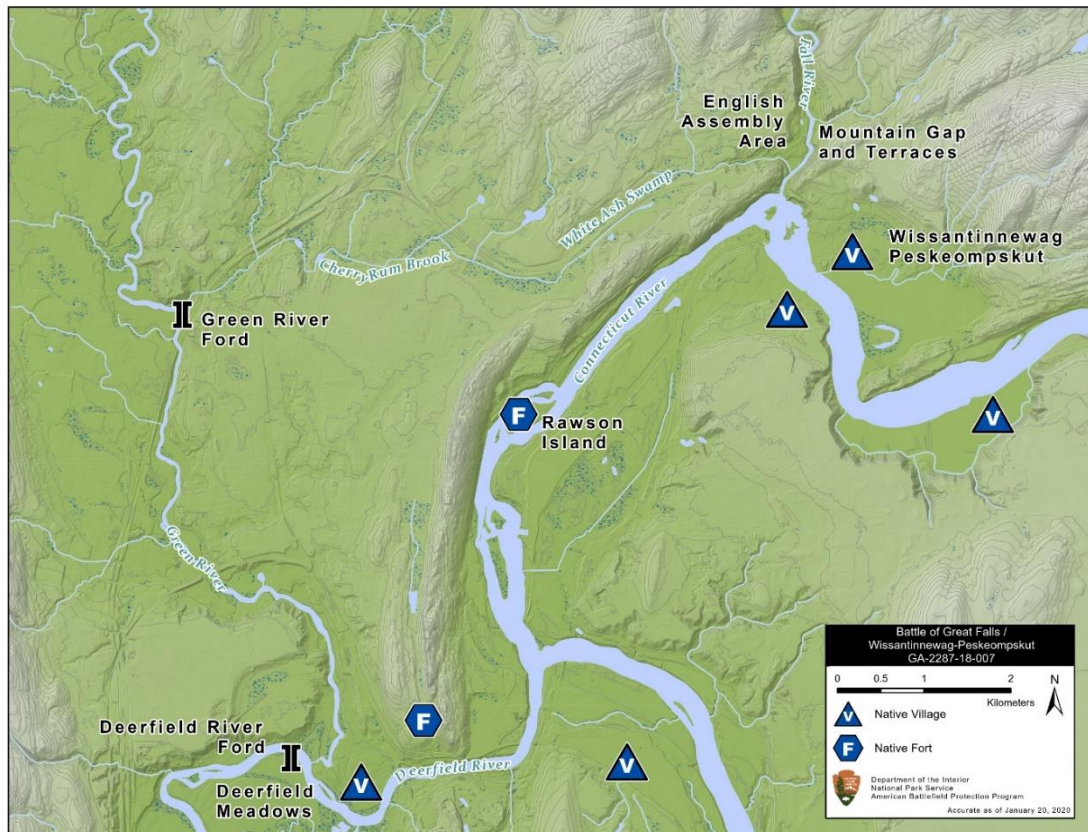 Fall River
English
Assembly
Area
Mountain Gap
and Terraces
White Ash Swamp
Cherry Rum Brook
Wissantinnewag
Peskeompskut
V
V
Green River
Ford
Connecticut River
F
Rawson
Island
V
Green River
F
Deerfield River
Ford
Deerfield
Meadows
V
Deerfield River
V
Battle of Great Falls /
Wissantinnewag-Peskeompskut
GA-2287-18-007
0 0.5 1 2
Kilometers
N
V Native Village
F Native Fort
Department of the Interior
National Park Service
American Battlefield Protection Program
Accurate as of January 20, 2020